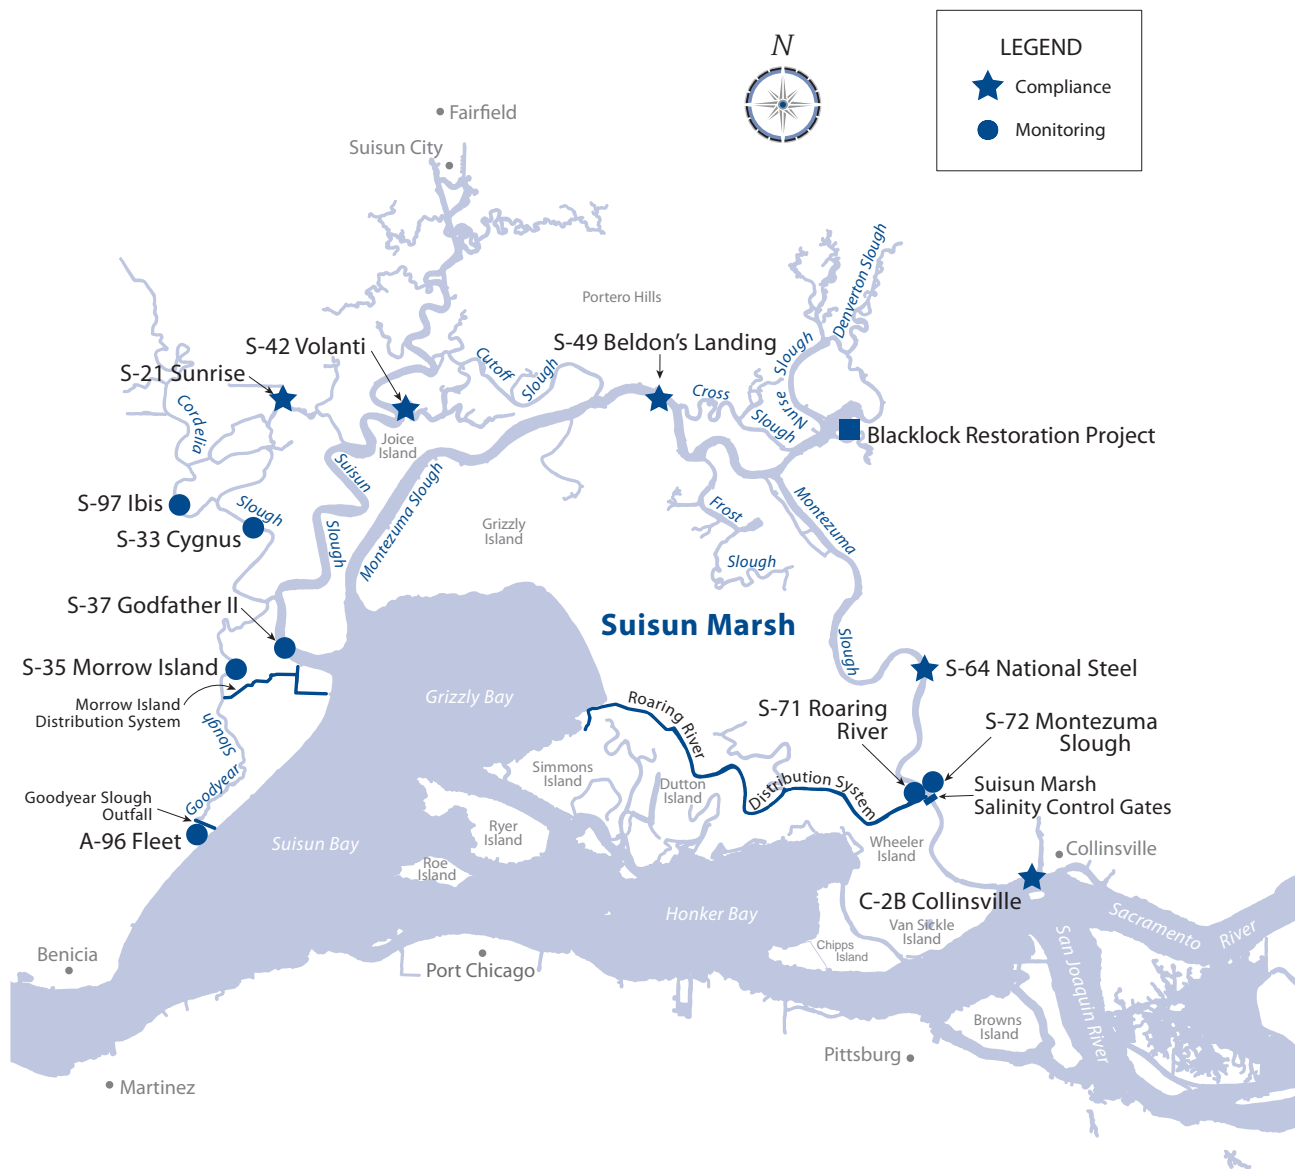 N
LEGEND
Compliance
Monitoring
Fairfield
Suisun City
Portero Hills
Denverton Slough
S-42 Volanti
S-49 Beldon's Landing
S-21 Sunrise
Cutoff
Slough
Nurse
Slough
Cross
Slough
Cordelia
Slough
Joice
Island
Blacklock Restoration Project
Suisun
Slough
Montezuma Slough
S-97 Ibis
S-33 Cygnus
Grizzly
Island
Frost
Slough
Montezuma
Slough
S-37 Godfather II
Suisun Marsh
S-35 Morrow Island
Morrow Island
Distribution System
S-64 National Steel
Grizzly Bay
Roaring River
Distribution System
S-71 Roaring
River
S-72 Montezuma
Slough
Goodyear
Slough
Simmons
Island
Dutton
Island
Suisun Marsh
Salinity Control Gates
Goodyear Slough
Outfall
A-96 Fleet
Suisun Bay
Ryer
Island
Roe
Island
Wheeler
Island
Collinsville
C-2B Collinsville
Honker Bay
Van Sickle
Island
Chipps
Island
Sacramento
River
San Joaquin River
Benicia
Port Chicago
Browns
Island
Pittsburg
Martinez